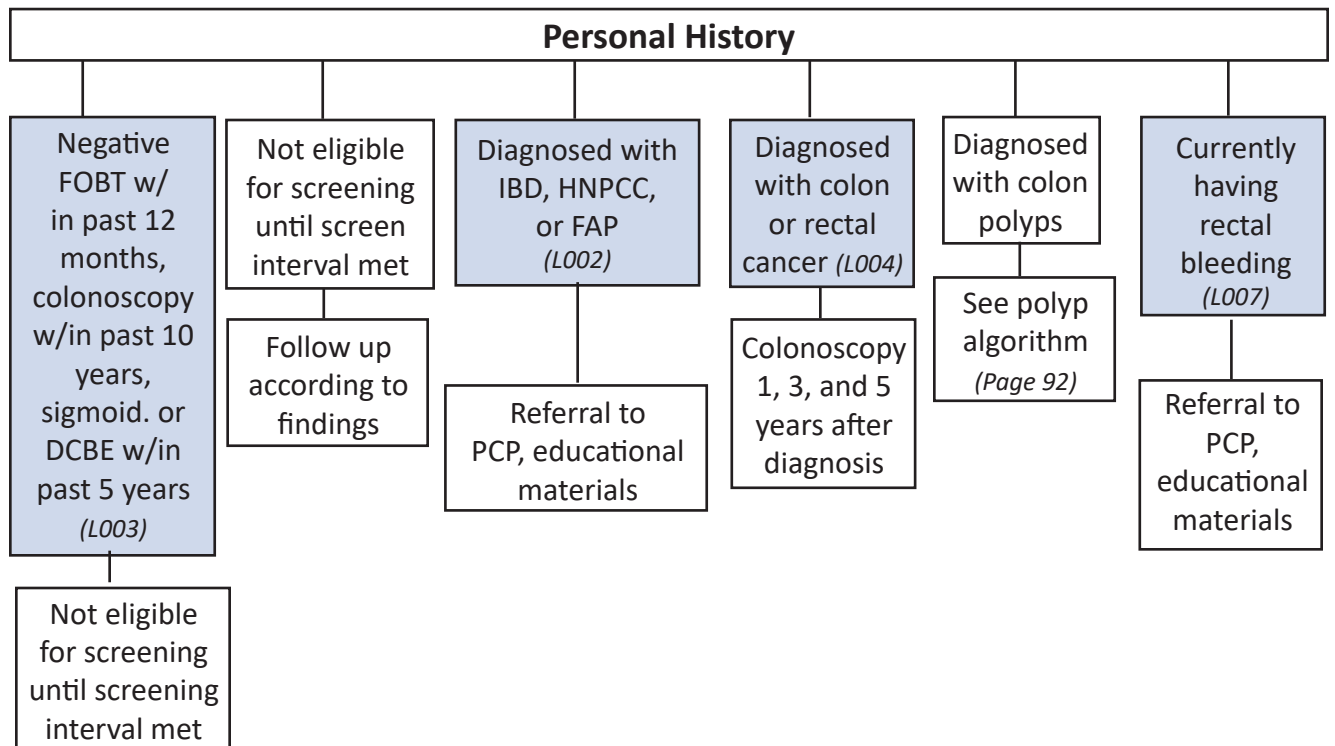 Personal History
Negative
FOBT w/
in past 12
months,
colonoscopy
w/in past 10
years,
sigmoid. or
DCBE w/in
past 5 years
(L003)
Not eligible
for screening
until screening
interval met
Not eligible
for screening
until screen
interval met
Follow up
according to
findings
Diagnosed with
IBD, HNPCC,
or FAP
(L002)
Referral to
PCP, educational
materials
Diagnosed
with colon
or rectal
cancer (L004)
Colonoscopy
1, 3, and 5
years after
diagnosis
Diagnosed
with colon
polyps
See polyp
algorithm
(Page 92)
Currently
having
rectal
bleeding
(L007)
Referral to
PCP,
educational
materials